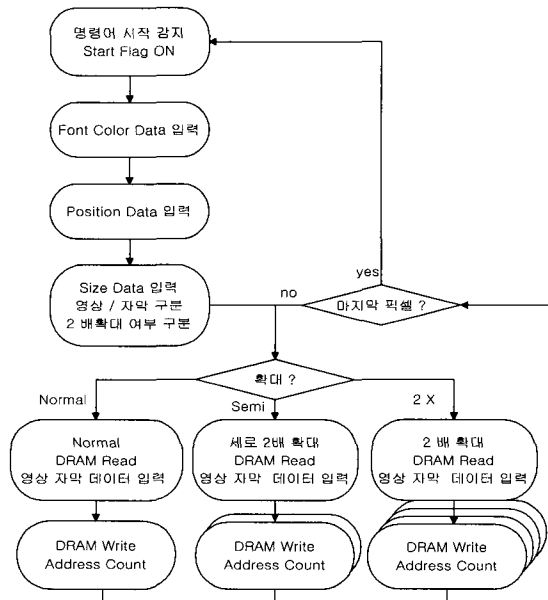 명령어 시작 감지
Start Flag ON
Font Color Data 입력
Position Data 입력
Size Data 입력
영상 / 자막 구분
2 배확대 여부 구분
yes
no
마지막 픽셀 ?
확대 ?
Normal
Semi
2 X
Normal
DRAM Read
영상 자막 데이터 입력
세로 2배 확대
DRAM Read
영상 자막 데이터 입력
2 배 확대
DRAM Read
영상 자막 데이터 입력
DRAM Write
Address Count
DRAM Write
Address Count
DRAM Write
Address Count